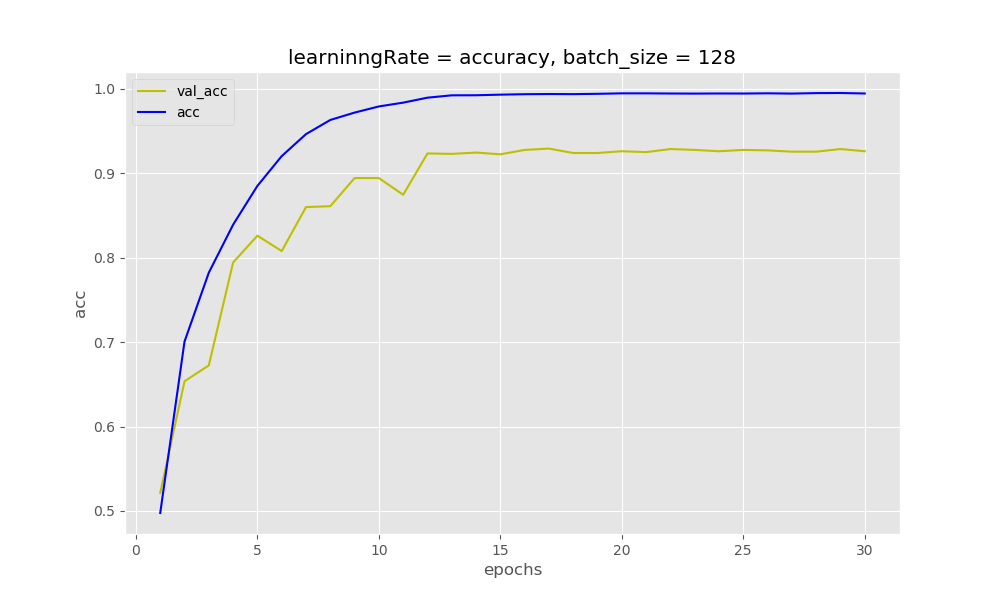 learninngRate = accuracy, batch_size = 128
val_acc
acc
1.0
0.9
0.8
0.7
0.6
0.5
acc
0 5 10 15 20 25 30
epochs